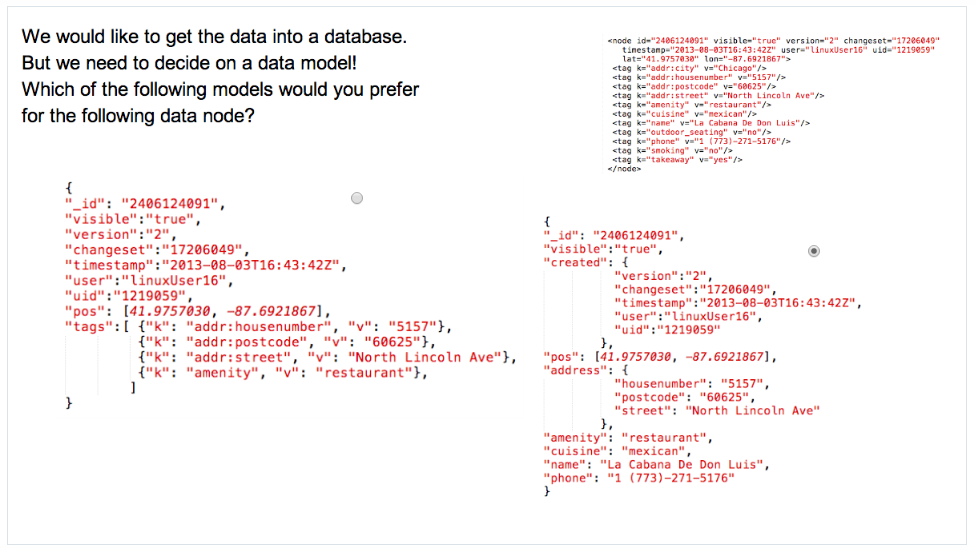 We would like to get the data into a database.
But we need to decide on a data model!
Which of the following models would you prefer
for the following data node?
<node id="2406124091" visible="true" version="2" changeset="17206049"
timestamp="2013-08-03T16:43:42Z" user="linuxUser16" uid="1219059"
lat="41.9757030" lon="-87.6921867">
<tag k="addr:city" v="Chicago"/>
<tag k="addr:housenumber" v="5157"/>
<tag k="addr:postcode" v="60625"/>
<tag k="addr:street" v="North Lincoln Ave"/>
<tag k="amenity" v="restaurant"/>
<tag k="cuisine" v="mexican"/>
<tag k="name" v="La Cabana De Don Luis"/>
<tag k="outdoor_seating" v="no"/>
<tag k="phone" v="1 (773)-271-5176"/>
<tag k="smoking" v="no"/>
<tag k="takeaway" v="yes"/>
</node>
{
"_id": "2406124091",
"visible":"true",
"version":"2",
"changeset":"17206049",
"timestamp":"2013-08-03T16:43:42Z",
"user":"linuxUser16",
"uid":"1219059",
"pos": [41.9757030, -87.6921867],
"tags":[ {"k": "addr:housenumber", "v": "5157"},
{"k": "addr:postcode", "v": "60625"},
{"k": "addr:street", "v": "North Lincoln Ave"},
{"k": "amenity", "v": "restaurant"},
]
}
{
"_id": "2406124091",
"visible":"true",
"created": {
"version":"2",
"changeset":"17206049",
"timestamp":"2013-08-03T16:43:42Z",
"user":"linuxUser16",
"uid":"1219059"
},
"pos": [41.9757030, -87.6921867],
"address": {
"housenumber": "5157",
"postcode": "60625",
"street": "North Lincoln Ave"
},
"amenity": "restaurant",
"cuisine": "mexican",
"name": "La Cabana De Don Luis",
"phone": "1 (773)-271-5176"
}